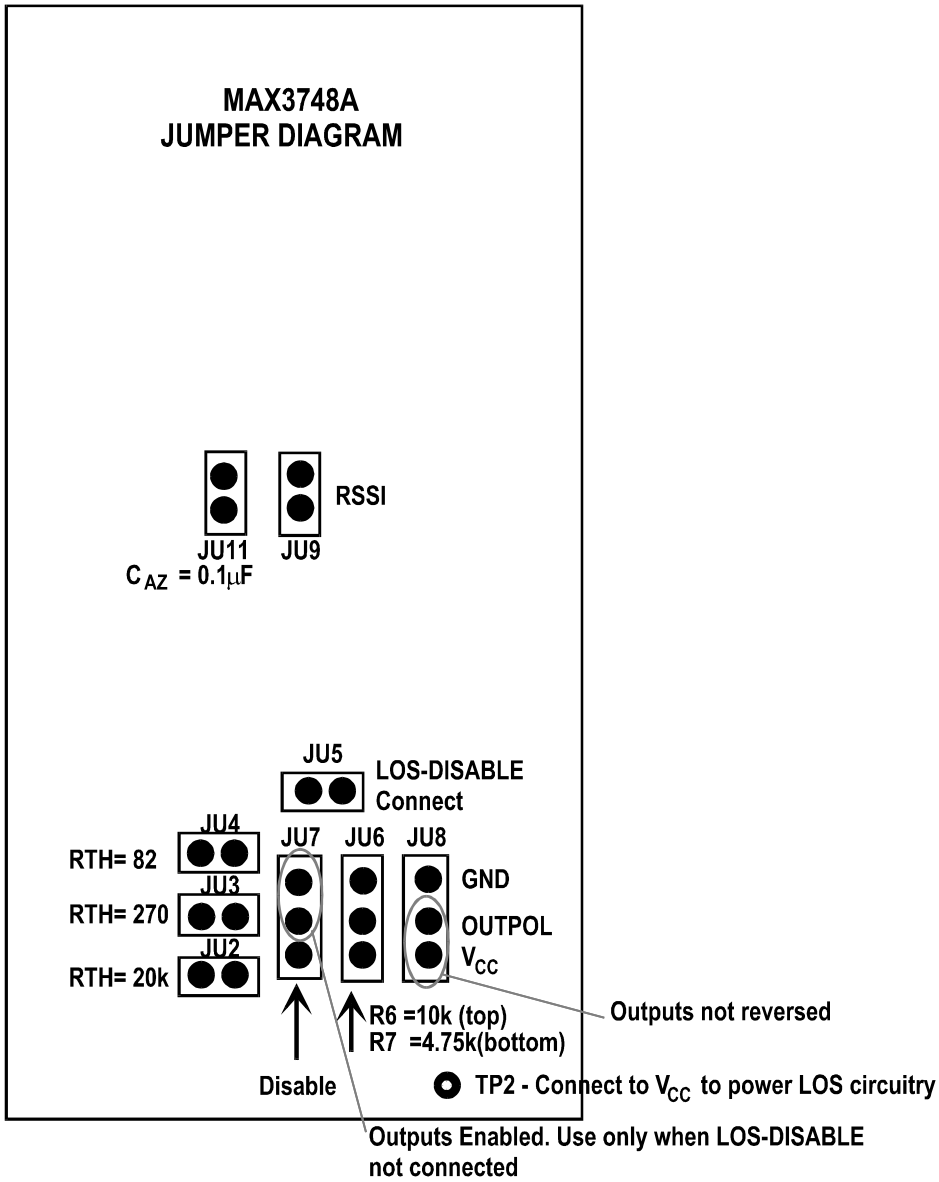 MAX3748A
JUMPER DIAGRAM
RSSI
JU11
JU9
C AZ = 0.1μF
JU5
LOS-DISABLE
Connect
JU4
JU7
JU6
JU8
RTH= 82
GND
JU3
RTH= 270
OUTPOL
JU2
VCC
RTH= 20k
Outputs not reversed
R6 =10k (top)
R7 =4.75k(bottom)
Disable
TP2 - Connect to VCC to power LOS circuitry
Outputs Enabled. Use only when LOS-DISABLE
not connected